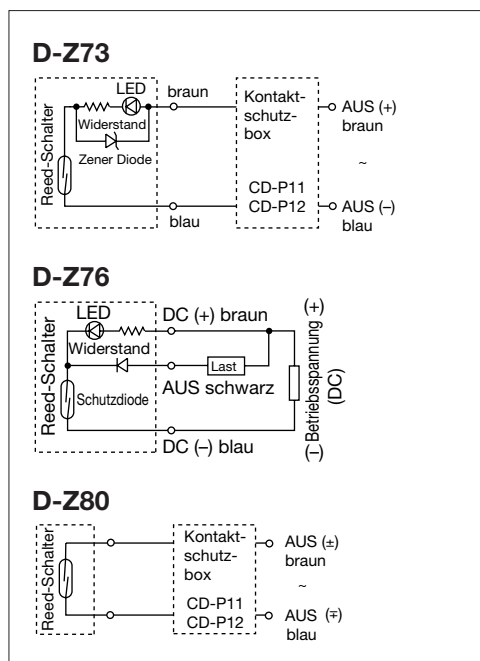 D-Z73
LED
braun
Widerstand
Zener Diode
Reed-Schalter
blau
Kontakt-
schutz-
box
CD-P11
CD-P12
AUS (+)
braun
~
AUS (–)
blau
D-Z76
LED
DC (+) braun
(+)
Widerstand
Last
AUS schwarz
Reed-Schalter
Schutzdiode
Betriebsspannung
(DC)
DC (–) blau
(–)
D-Z80
Reed-Schalter
Kontakt-
schutz-
box
CD-P11
CD-P12
AUS (±)
braun
~
AUS (∓)
blau